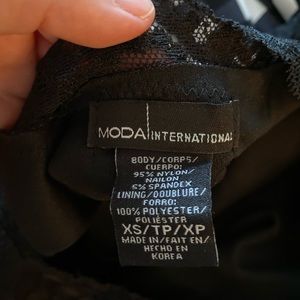 MODA INTERNATIONAL
BODY/CORPS/
CUERPO:
95% NYLON/
NAILON
5% SPANDEX
LINING/DOUBLURE/
FORRO:
100% POLYESTER/
POLIÉSTER
XS/TP/XP
MADE IN/FAIT EN/
HECHO EN
KOREA